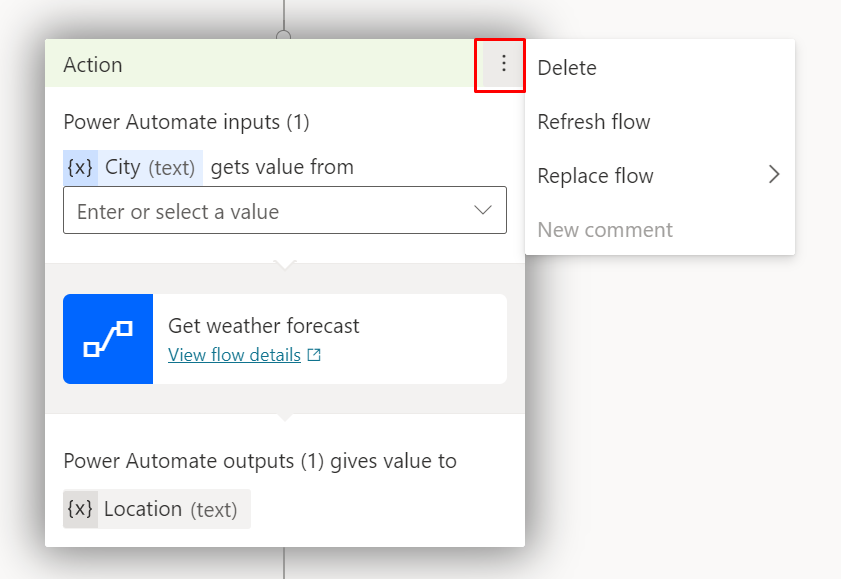 Action
Delete
Refresh flow
Replace flow
New comment
Power Automate inputs (1)
{x} City (text) gets value from
Enter or select a value
Get weather forecast
View flow details
Power Automate outputs (1) gives value to
{x} Location (text)